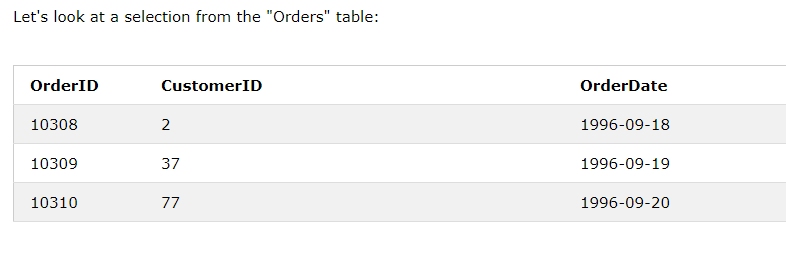 Let's look at a selection from the "Orders" table:
OrderID CustomerID OrderDate
10308 2 1996-09-18
10309 37 1996-09-19
10310 77 1996-09-20